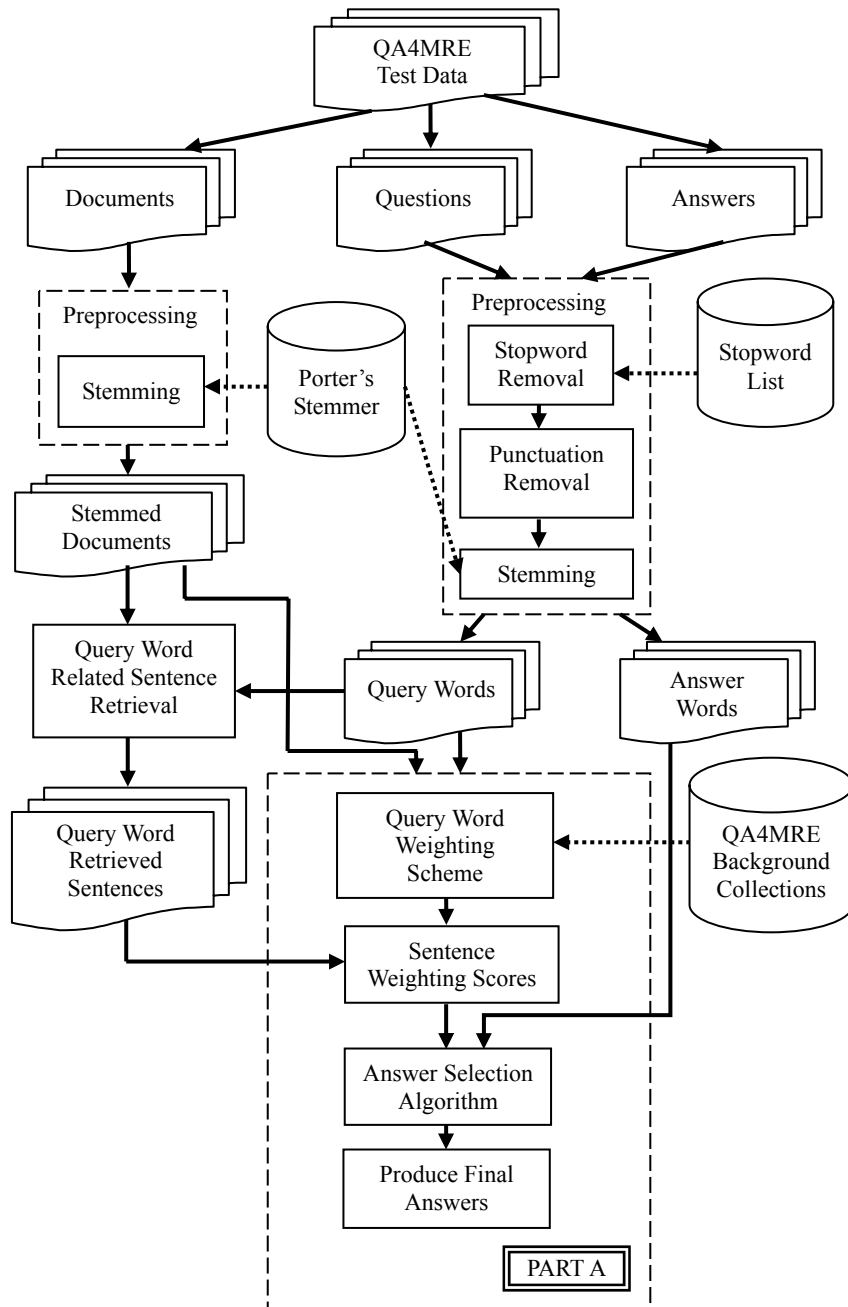 QA4MRE
Test Data
Documents
Questions
Answers
Preprocessing
Stemming
Porter's
Stemmer
Preprocessing
Stopword
Removal
Punctuation
Removal
Stemming
Stopword
List
Stemmed
Documents
Query Word
Related Sentence
Retrieval
Query Words
Answer
Words
Query Word
Retrieved
Sentences
Query Word
Weighting
Scheme
QA4MRE
Background
Collections
Sentence
Weighting Scores
Answer Selection
Algorithm
Produce Final
Answers
PART A